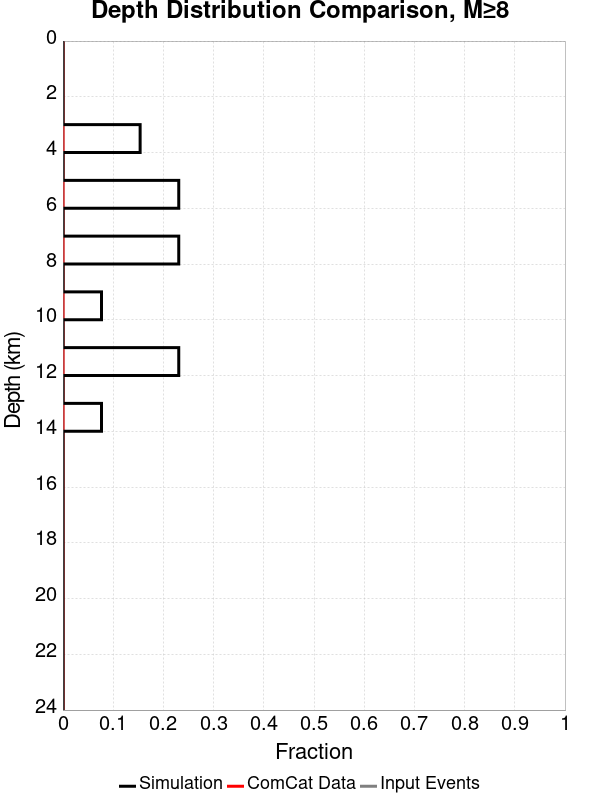 Depth Distribution Comparison, M≥8
0
2
4
6
8
10
12
14
16
18
20
22
24
Depth (km)
0 0.1 0.2 0.3 0.4 0.5 0.6 0.7 0.8 0.9 1
Fraction
Simulation ComCat Data Input Events